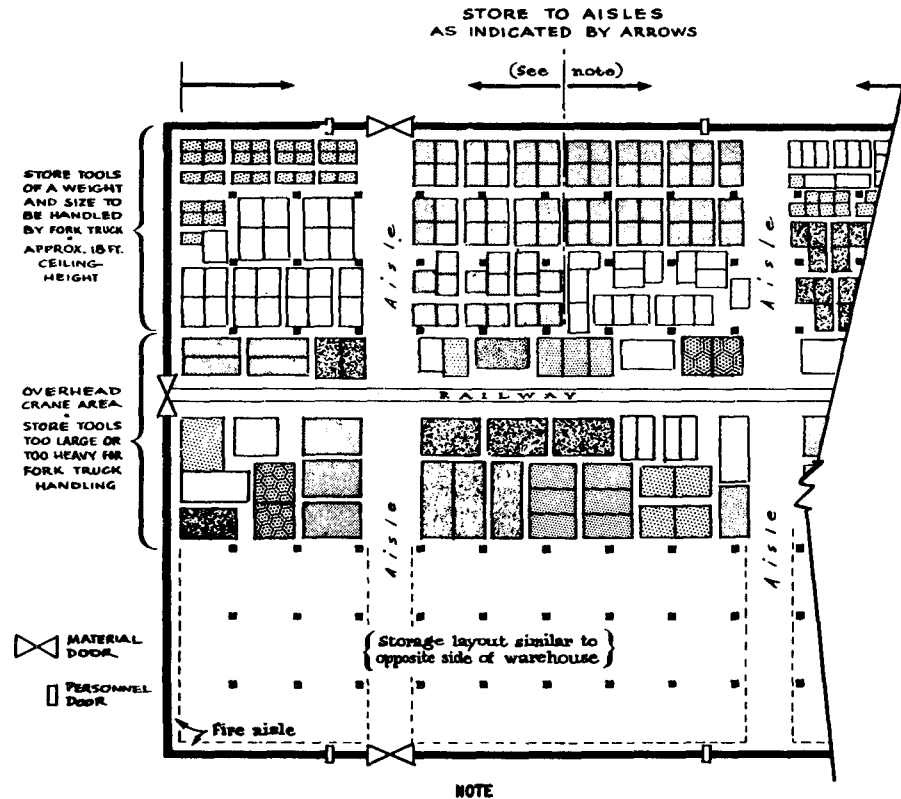 STORE TO AISLES
AS INDICATED BY ARROWS
(see note)
STORE TOOLS
OF A WEIGHT
AND SIZE TO
BE HANDLED
BY FORK TRUCK
APPROX. 18 FT.
CEILING
HEIGHT
Aisle
Aisle
OVERHEAD
CRANE AREA
STORE TOOLS
TOO LARGE OR
TOO HEAVY FOR
FORK TRUCK
HANDLING
RAILWAY
Aisle
Aisle
MATERIAL
DOOR
PERSONNEL
DOOR
Storage layout similar to
opposite side of warehouse
Fire aisle
NOTE